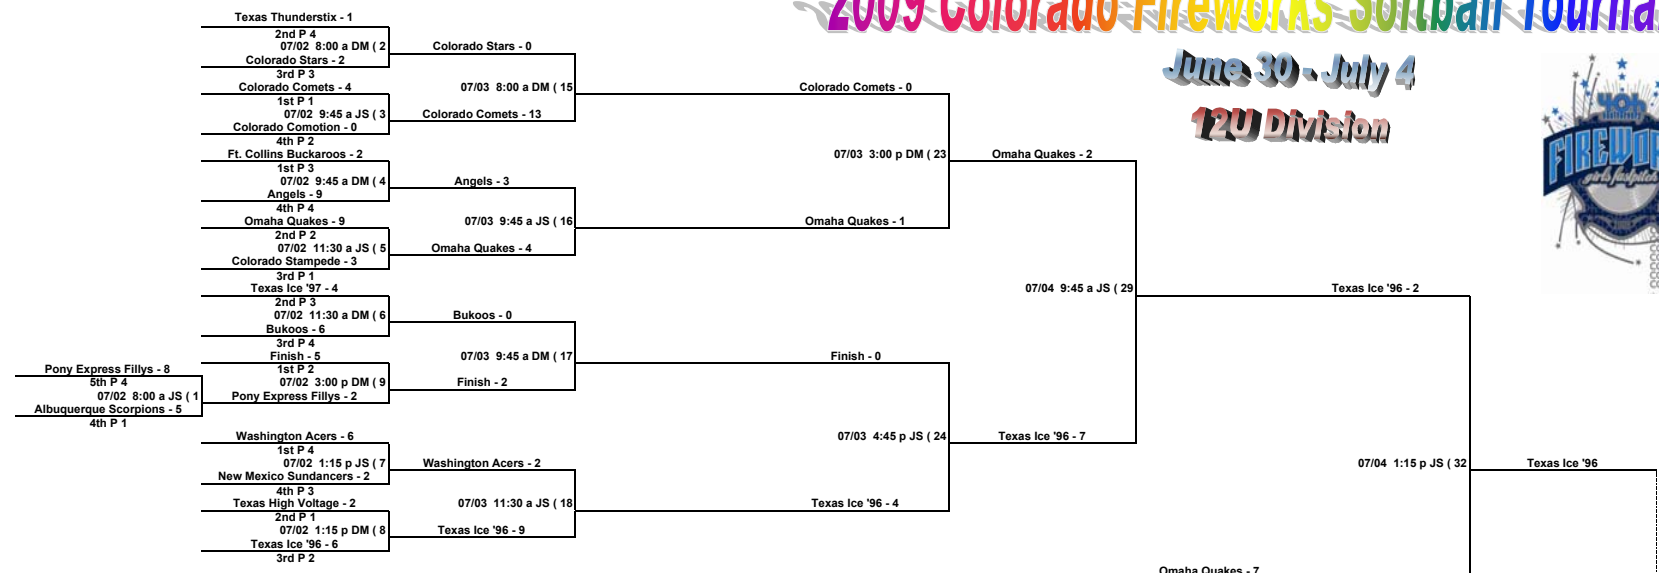 2009 Colorado Fireworks Softball
June 30 - July 4
12U Division
40th
girls fastpitch
Texas Thunderstix - 1
2nd P 4
07/02 8:00 a DM ( 2
Colorado Stars - 2
3rd P 3
Colorado Comets - 4
1st P 1
07/02 9:45 a JS ( 3
Colorado Comotion - 0
4th P 2
Ft. Collins Buckaroos - 2
1st P 3
07/02 9:45 a DM ( 4
Angels - 9
4th P 4
Omaha Quakes - 9
2nd P 2
07/02 11:30 a JS ( 5
Colorado Stampede - 3
3rd P 1
Texas Ice '97 - 4
2nd P 3
07/02 11:30 a DM ( 6
Bukoos - 6
3rd P 4
Finish - 5
1st P 2
07/02 3:00 p DM ( 9
Pony Express Fillys - 2
Pony Express Fillys - 8
5th P 4
07/02 8:00 a JS ( 1
Albuquerque Scorpions - 5
4th P 1
Washington Acers - 6
1st P 4
07/02 1:15 p JS ( 7
New Mexico Sundancers - 2
4th P 3
Texas High Voltage - 2
2nd P 1
07/02 1:15 p DM ( 8
Texas Ice '96 - 6
3rd P 2
Colorado Stars - 0
07/03 8:00 a DM ( 15
Colorado Comets - 13
Angels - 3
07/03 9:45 a JS ( 16
Omaha Quakes - 4
Bukoos - 0
07/03 9:45 a DM ( 17
Finish - 2
Washington Acers - 2
07/03 11:30 a JS ( 18
Texas Ice '96 - 9
Colorado Comets - 0
07/03 3:00 p DM ( 23
Omaha Quakes - 1
Finish - 0
07/03 4:45 p JS ( 24
Texas Ice '96 - 4
Omaha Quakes - 2
07/04 9:45 a JS ( 29
Texas Ice '96 - 7
Texas Ice '96 - 2
07/04 1:15 p JS ( 32
Omaha Quakes - 7
Texas Ice '96